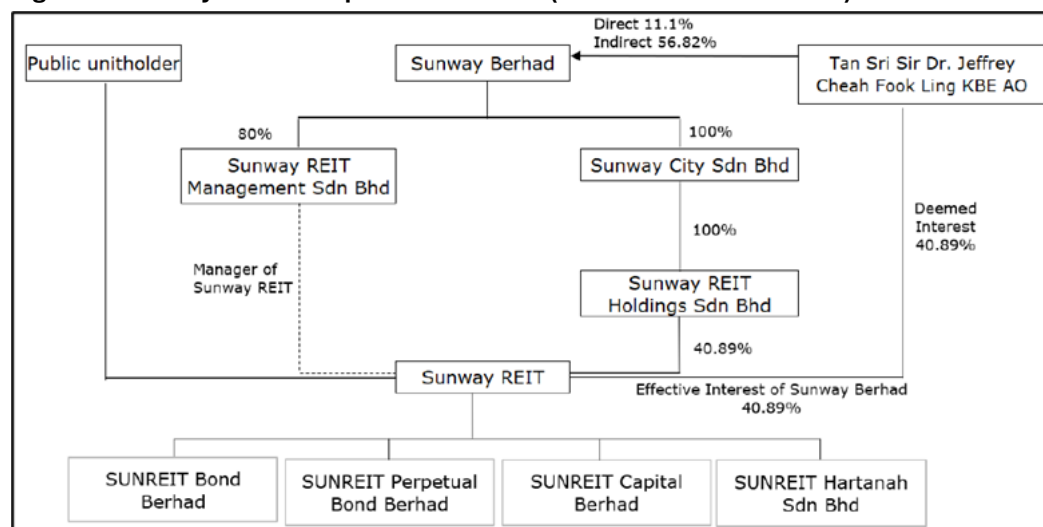 Direct 11.1%
Indirect 56.82%
Public unitholder
Sunway Berhad
Tan Sri Sir Dr. Jeffrey
Cheah Fook Ling KBE AO
80%
100%
Sunway REIT
Management Sdn Bhd
Sunway City Sdn Bhd
Deemed
Interest
40.89%
100%
Manager of
Sunway REIT
Sunway REIT
Holdings Sdn Bhd
40.89%
Sunway REIT
Effective Interest of Sunway Berhad
40.89%
SUNREIT Bond
Berhad
SUNREIT Perpetual
Bond Berhad
SUNREIT Capital
Berhad
SUNREIT Hartanah
Sdn Bhd